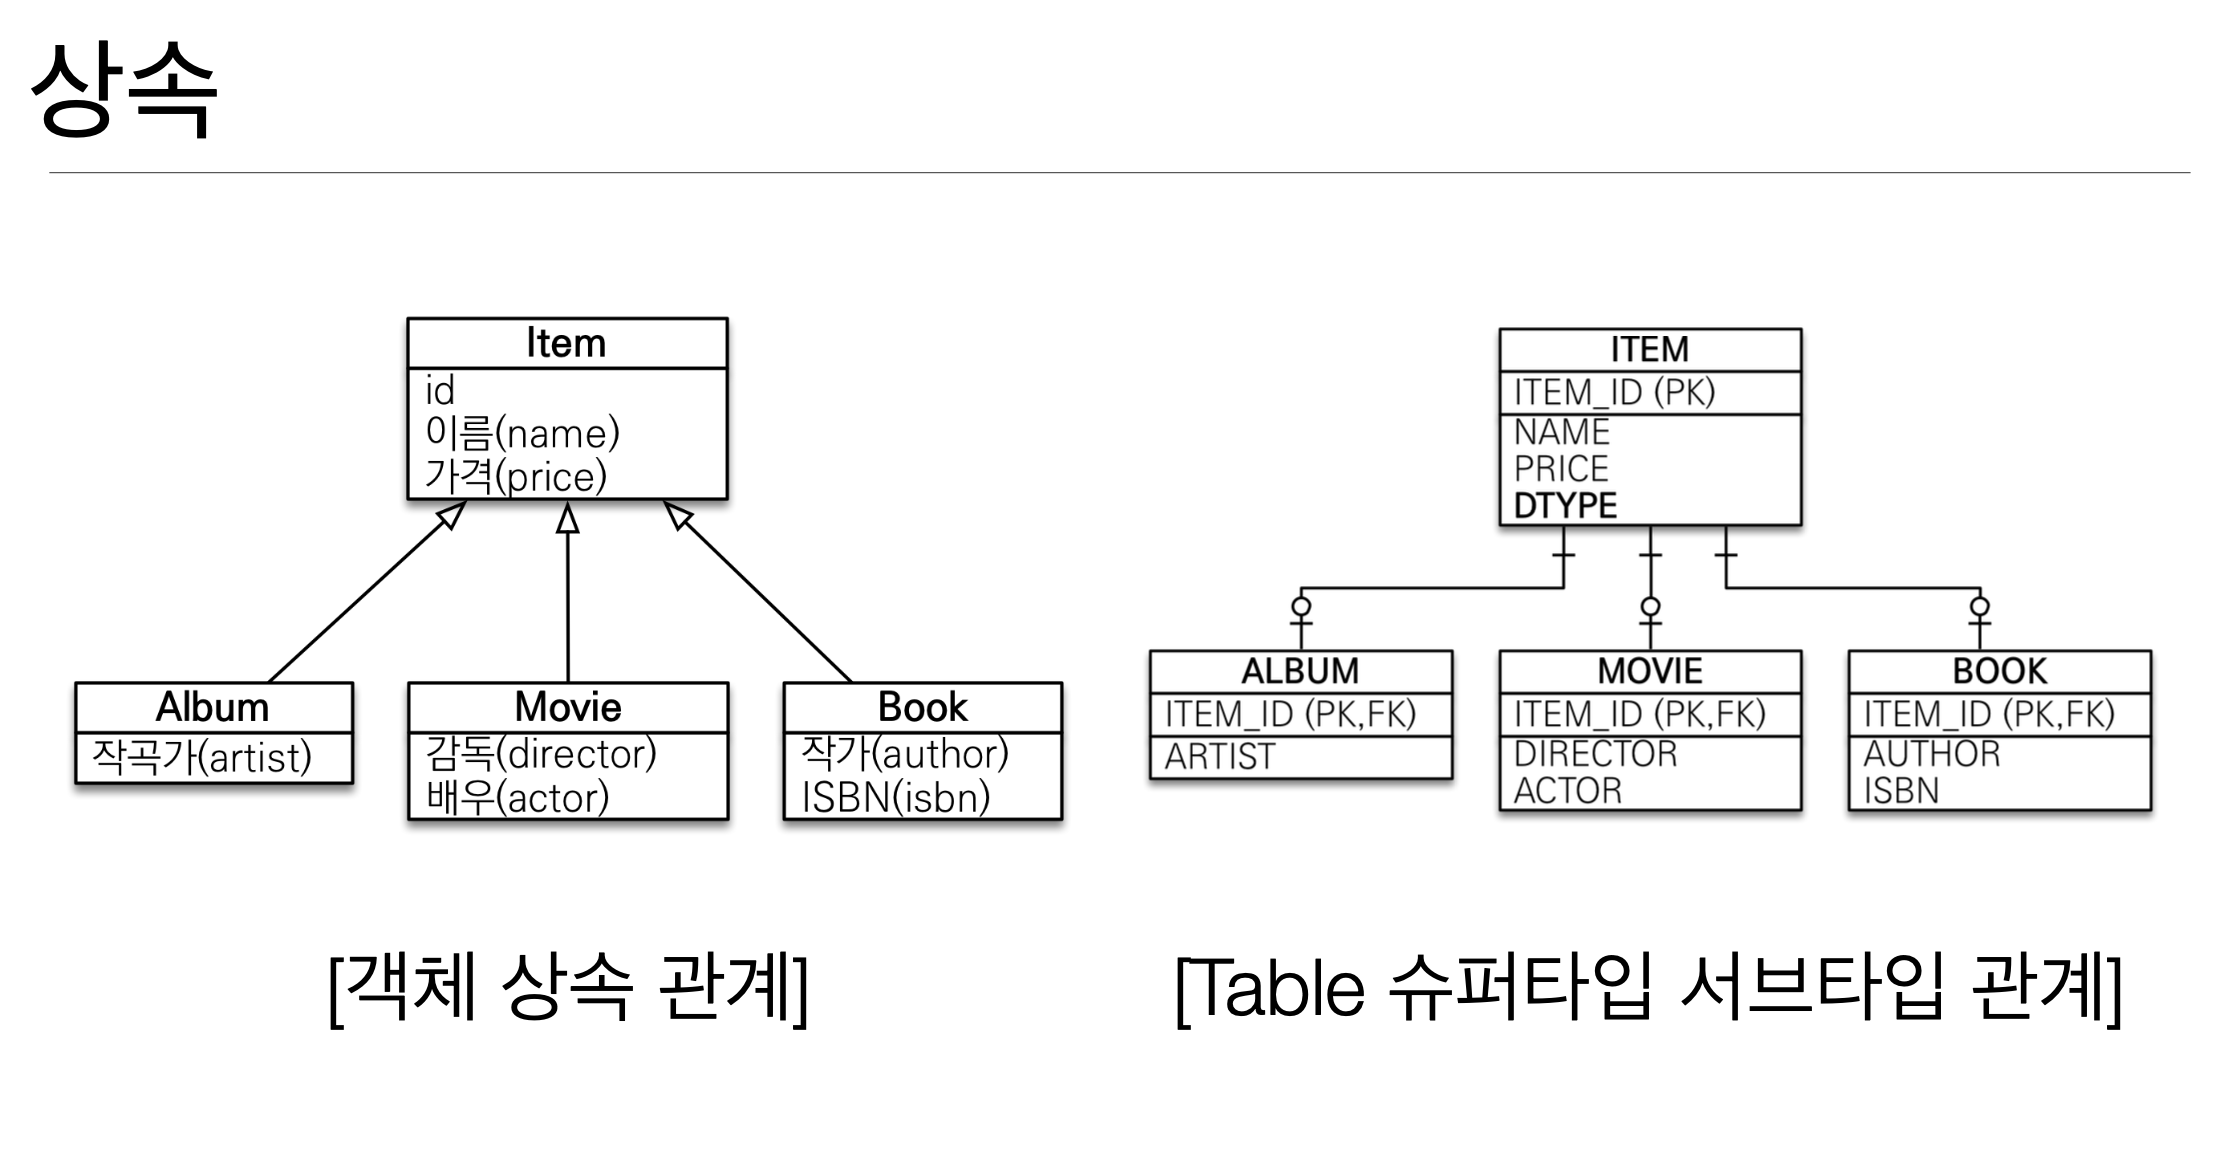 상속
Item
id
이름(name)
가격(price)
Album
작곡가(artist)
Movie
감독(director)
배우(actor)
Book
작가(author)
ISBN(isbn)
[객체 상속 관계]
ITEM
ITEM_ID (PK)
NAME
PRICE
DTYPE
ALBUM
ITEM_ID (PK,FK)
ARTIST
MOVIE
ITEM_ID (PK,FK)
DIRECTOR
ACTOR
BOOK
ITEM_ID (PK,FK)
AUTHOR
ISBN
[Table 슈퍼타입 서브타입 관계]